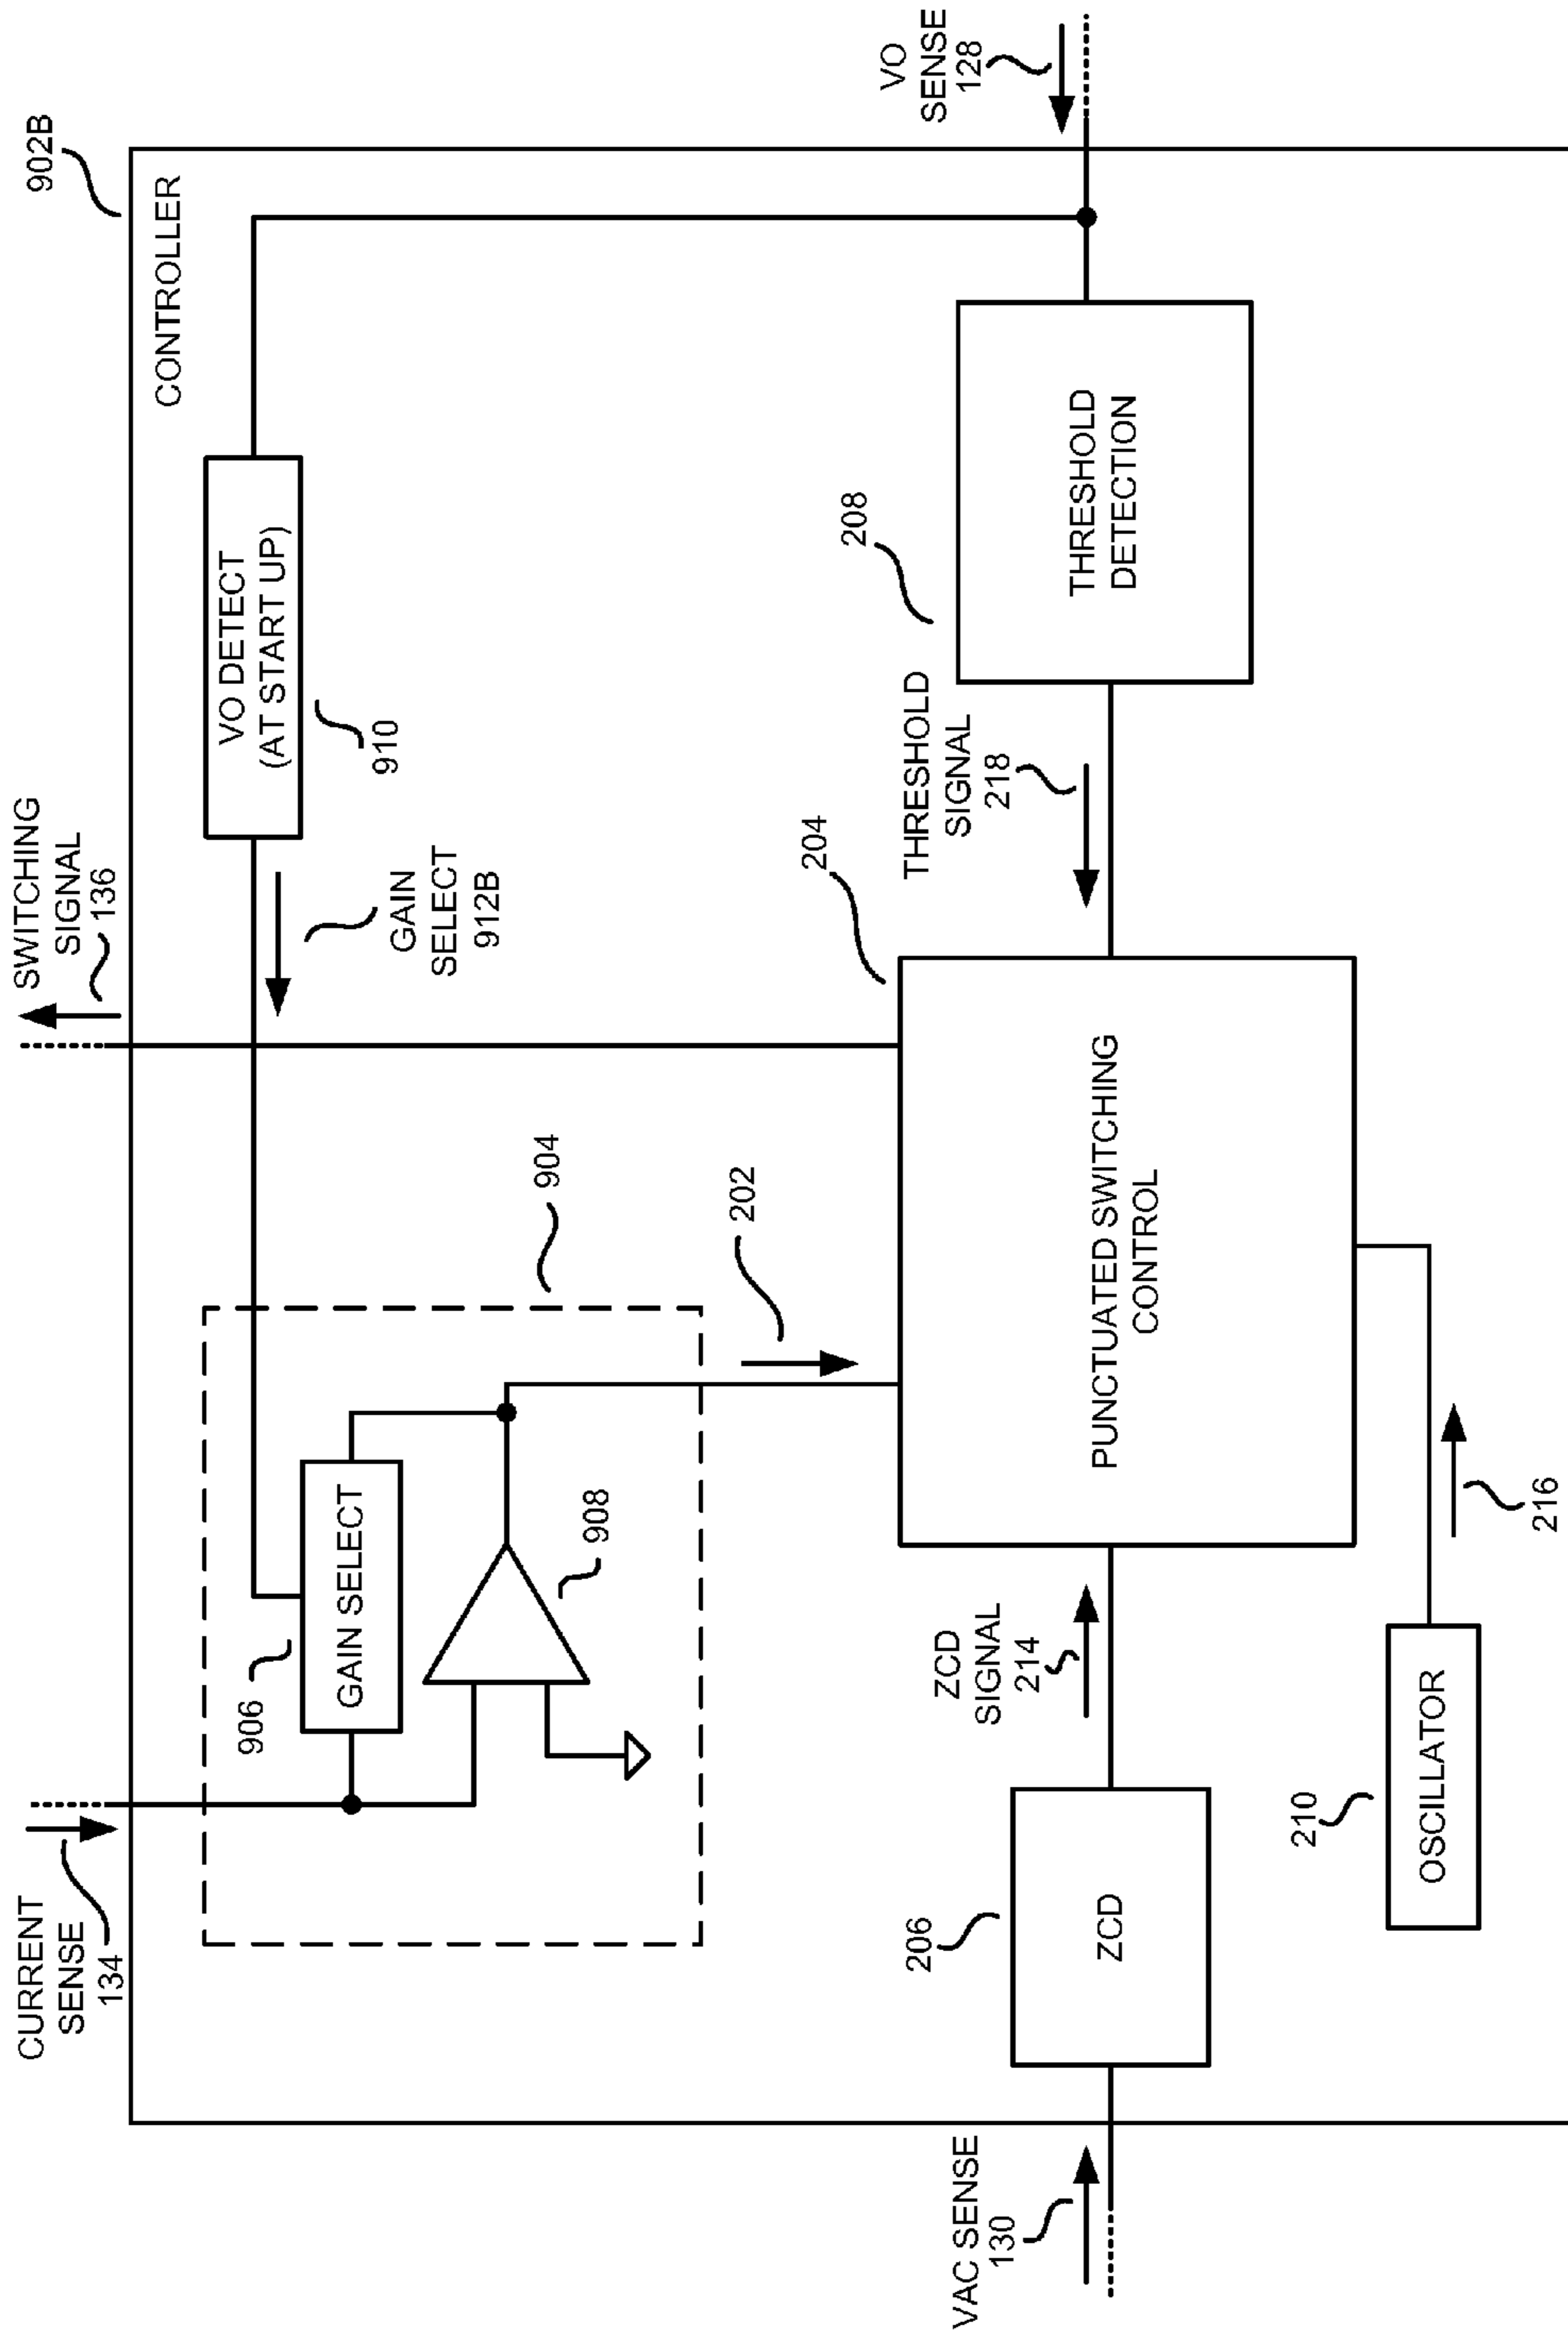 CURRENT
SENSE
134
SWITCHING
SIGNAL
136
902B
CONTROLLER
906
GAIN SELECT
908
904
202
GAIN
SELECT
912B
VO DETECT
(AT START UP)
910
VAC SENSE
130
206
ZCD
ZCD
SIGNAL
214
204
PUNCTUATED SWITCHING
CONTROL
THRESHOLD
SIGNAL
218
208
THRESHOLD
DETECTION
VO
SENSE
128
210
OSCILLATOR
216